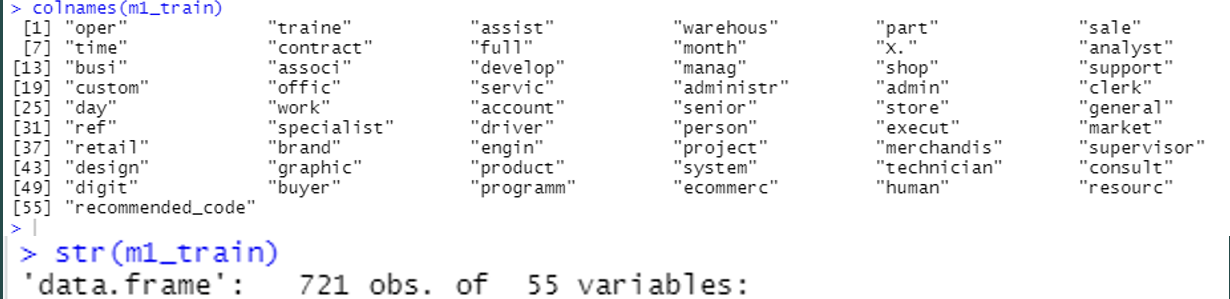 > colnames(m1_train)
[1] "oper" "traine" "assist" "warehous" "part" "sale"
[7] "time" "contract" "full" "month" "x." "analyst"
[13] "busi" "associ" "develop" "manag" "shop" "support"
[19] "custom" "offic" "servic" "administr" "admin" "clerk"
[25] "day" "work" "account" "senior" "store" "general"
[31] "ref" "specialist" "driver" "person" "execut" "market"
[37] "retail" "brand" "engin" "project" "merchandis" "supervisor"
[43] "design" "graphic" "product" "system" "technician" "consult"
[49] "digit" "buyer" "programm" "ecommerc" "human" "resourc"
[55] "recommended_code"
>
> str(m1_train)
'data.frame': 721 obs. of 55 variables: